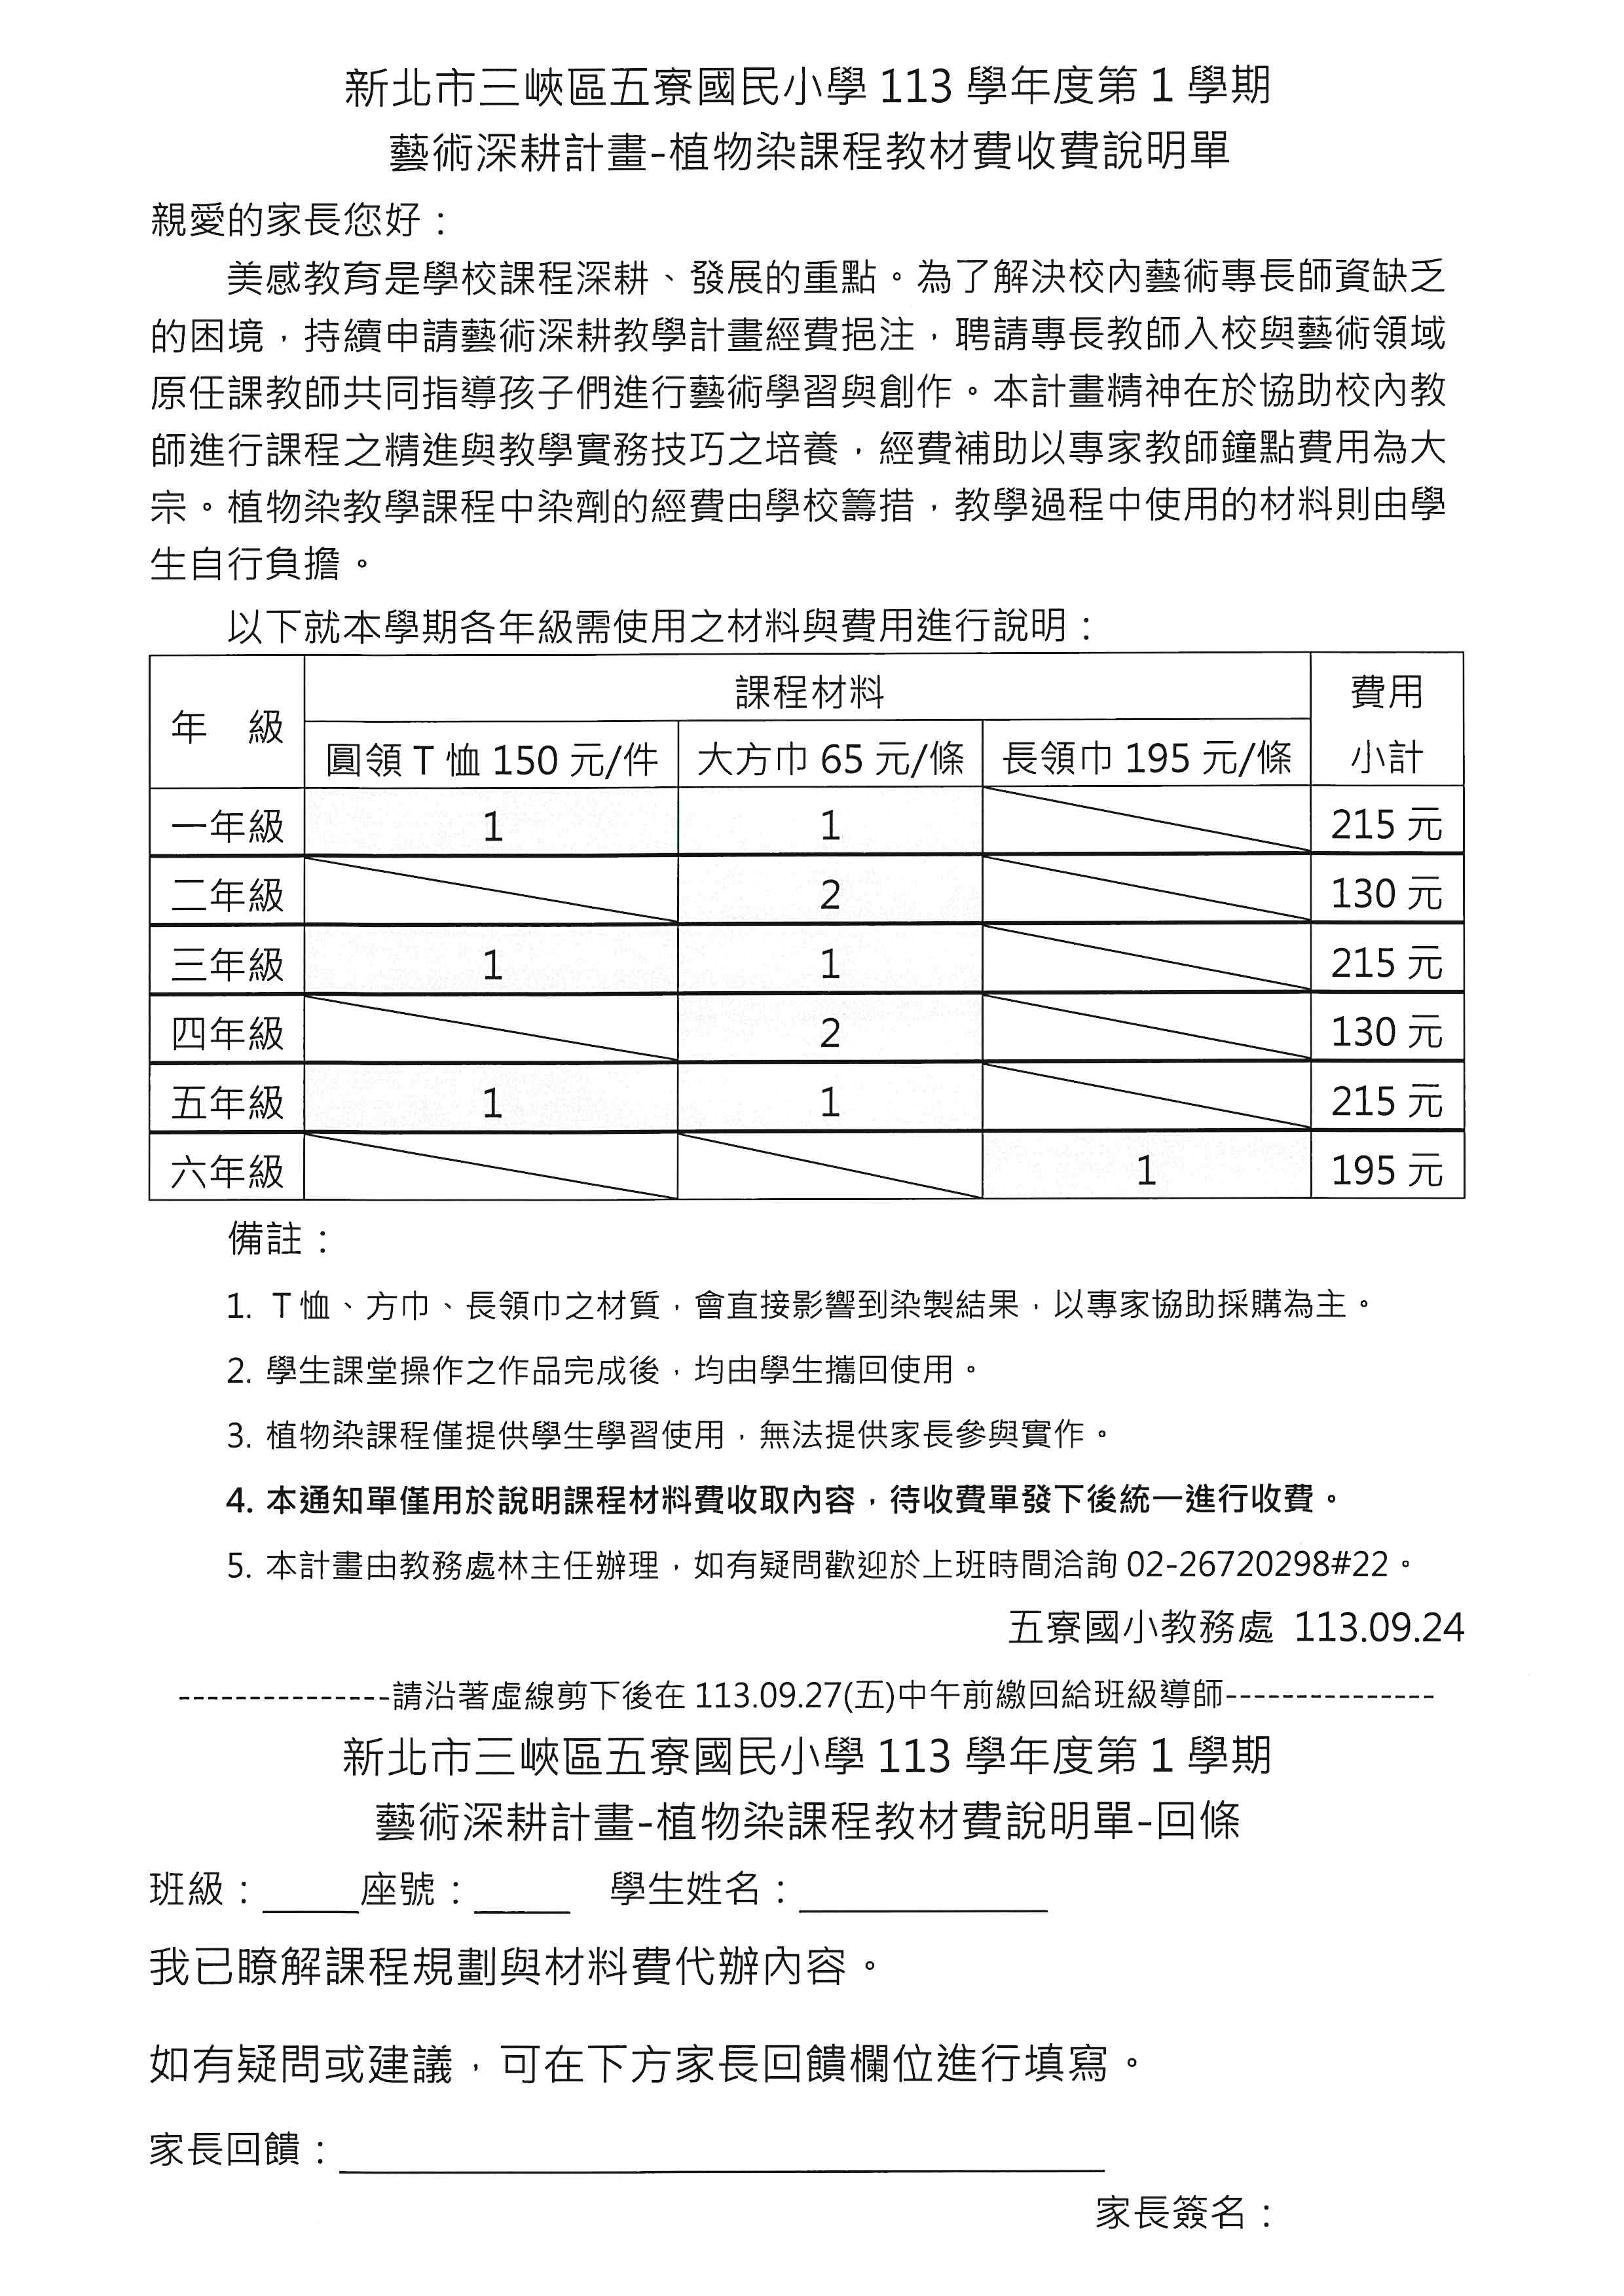 新北市三峽區五寮國民小學 113 學年度第 1 學期
藝術深耕計畫-植物染課程教材費收費說明單
親愛的家長您好：
美感教育是學校課程深耕、發展的重點。為了解決校內藝術專長師資缺乏
的困境，持續申請藝術深耕教學計畫經費挹注，聘請專長教師入校與藝術領域
原任課教師共同指導孩子們進行藝術學習與創作。本計畫精神在於協助校內教
師進行課程之精進與教學實務技巧之培養，經費補助以專家教師鐘點費用為大
宗。植物染教學課程中染劑的經費由學校籌措，教學過程中使用的材料則由學
生自行負擔。
以下就本學期各年級需使用之材料與費用進行說明：
年 級 課程材料 費用
圓領 T 恤 150 元/件 大方巾 65 元/條 長領巾 195 元/條 小計
一年級 1 1 215 元
二年級 2 130 元
三年級 1 1 215 元
四年級 2 130 元
五年級 1 1 215 元
六年級 1 195 元
備註：
1. T 恤、方巾、長領巾之材質，會直接影響到染製結果，以專家協助採購為主。
2. 學生課堂操作之作品完成後，均由學生攜回使用。
3. 植物染課程僅提供學生學習使用，無法提供家長參與實作。
4. 本通知單僅用於說明課程材料費收取內容，待收費單發下後統一進行收費。
5. 本計畫由教務處林主任辦理，如有疑問歡迎於上班時間洽詢 02-26720298#22。
五寮國小教務處 113.09.24
---------------請沿著虛線剪下後在 113.09.27(五)中午前繳回給班級導師---------------
新北市三峽區五寮國民小學 113 學年度第 1 學期
藝術深耕計畫-植物染課程教材費說明單-回條
班級：_____座號：_____ 學生姓名：_____________
我已瞭解課程規劃與材料費代辦內容。
如有疑問或建議，可在下方家長回饋欄位進行填寫。
家長回饋：________________________________________
家長簽名：